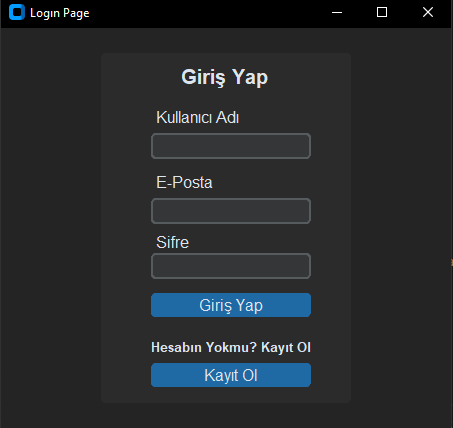 Login Page
Giriş Yap
Kullanıcı Adı
E-Posta
Sifre
Giriş Yap
Hesabın Yokmu? Kayıt Ol
Kayıt Ol